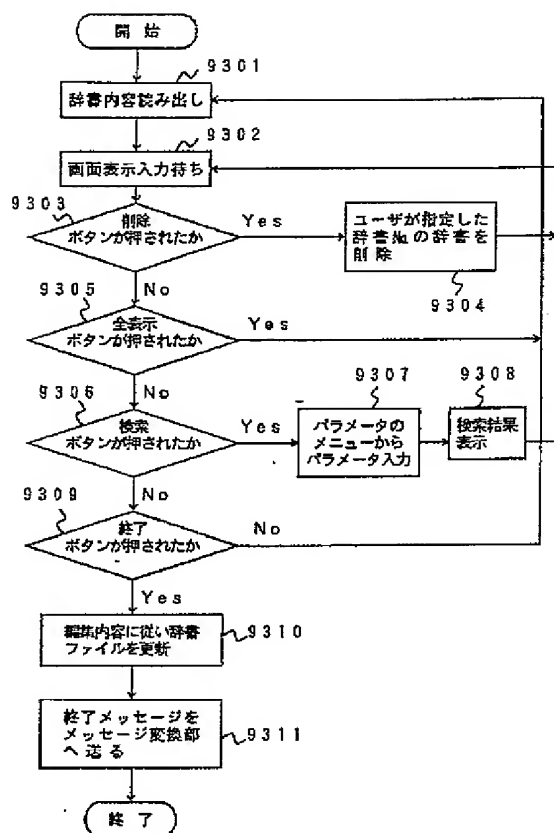 開始
9301
辞書内容読み出し
9302
画面表示入力待ち
9303
削除
ボタンが押されたか
Yes
ユーザが指定した
辞書№の辞書を
削除
9304
No
9305
全表示
ボタンが押されたか
Yes
No
9306
検索
ボタンが押されたか
Yes
9307
パラメータの
メニューから
パラメータ入力
9308
検索結果
表示
No
9309
終了
ボタンが押されたか
No
Yes
編集内容に従い辞書
ファイルを更新
9310
終了メッセージを
メッセージ変換部
へ送る
9311
終了